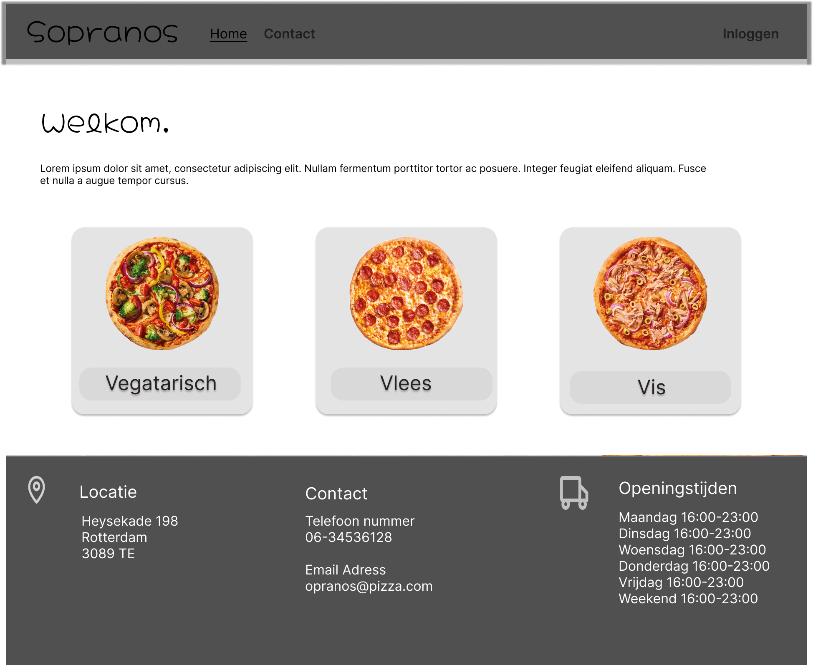 Sopranos Home Contact Inloggen
Welkom.
Lorem ipsum dolor sit amet, consectetur adipiscing elit. Nullam fermentum porttitor tortor ac posuere. Integer feugiat eleifend aliquam. Fusce
et nulla a augue tempor cursus.
Vegatarisch
Vlees
Vis
Locatie
Heysekade 198
Rotterdam
3089 TE
Contact
Telefoon nummer
06-34536128
Email Adress
opranos@pizza.com
Openingstijden
Maandag 16:00-23:00
Dinsdag 16:00-23:00
Woensdag 16:00-23:00
Donderdag 16:00-23:00
Vrijdag 16:00-23:00
Weekend 16:00-23:00